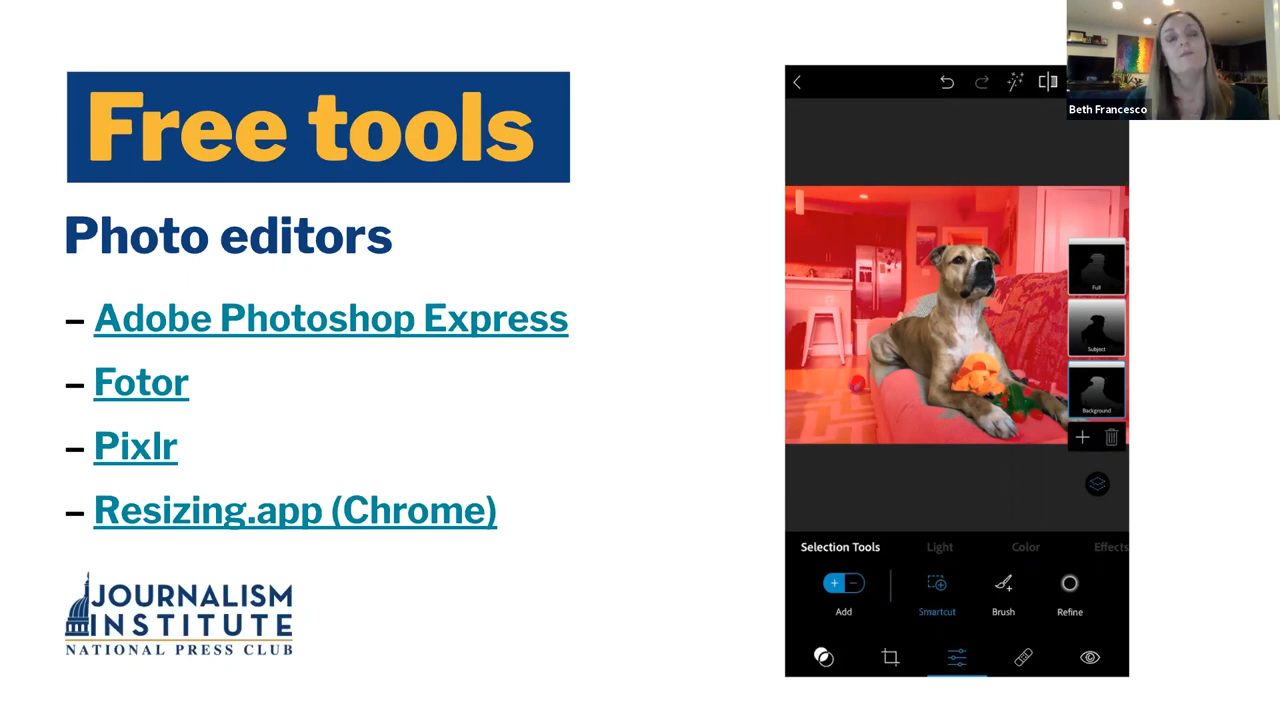 Free tools
Photo editors
– Adobe Photoshop Express
– Fotor
– Pixlr
– Resizing.app (Chrome)
JOURNALISM
INSTITUTE
NATIONAL PRESS CLUB
Beth Francesco
Full
Subject
Background
Selection Tools Light Color Effects
Add Smartcut Brush Refine